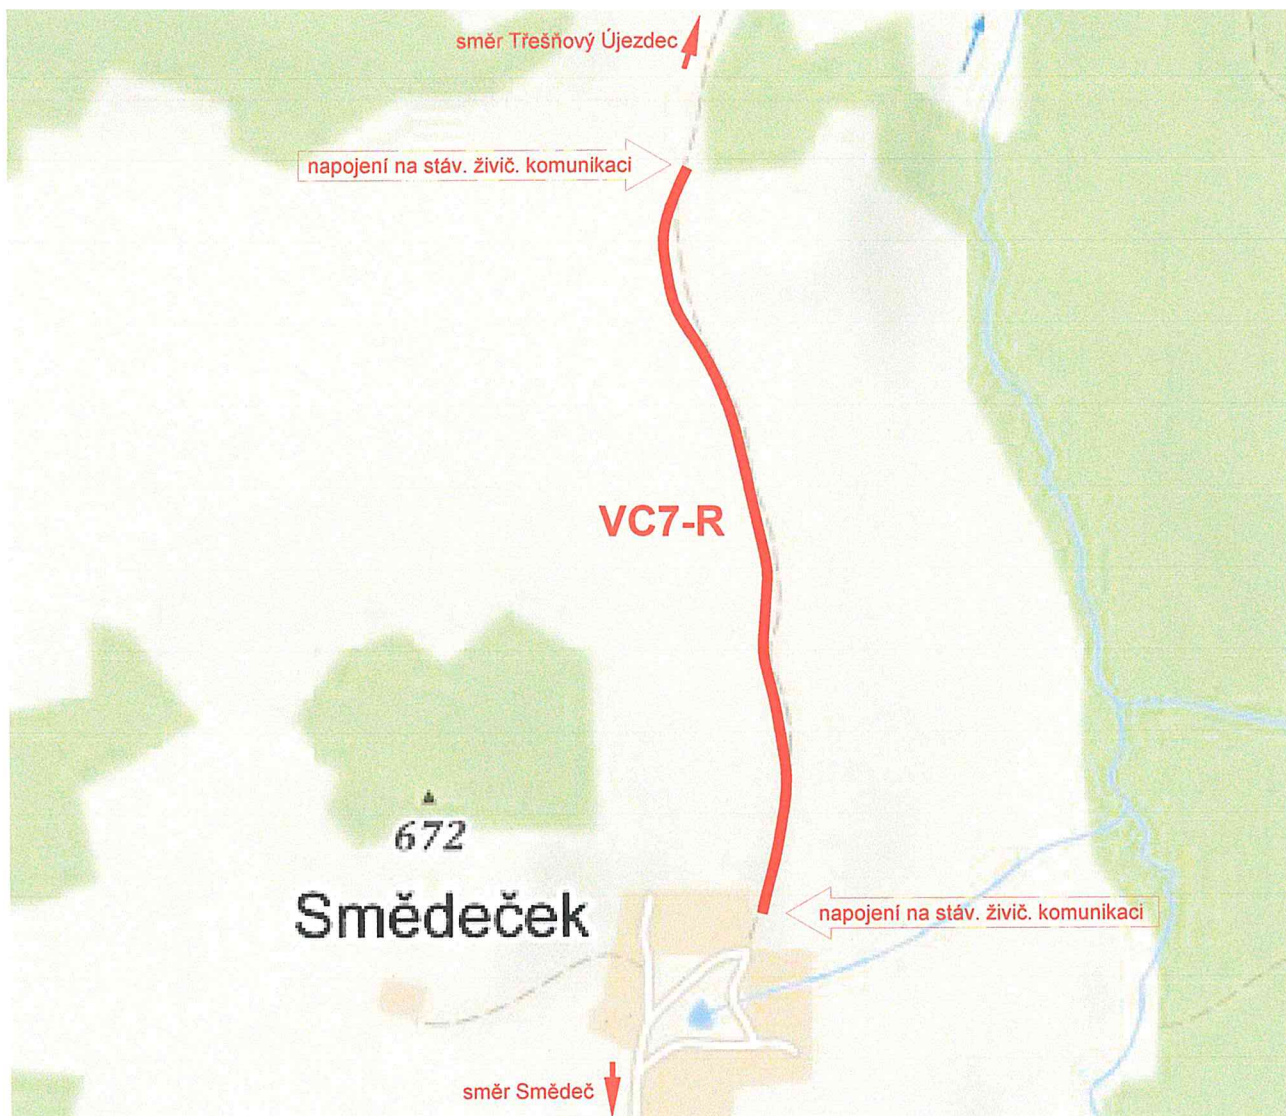 směr Třešňový Újezdec
napojení na stáv. živič. komunikaci
VC7-R
672
Smědeček
napojení na stáv. živič. komunikaci
směr Smědeč